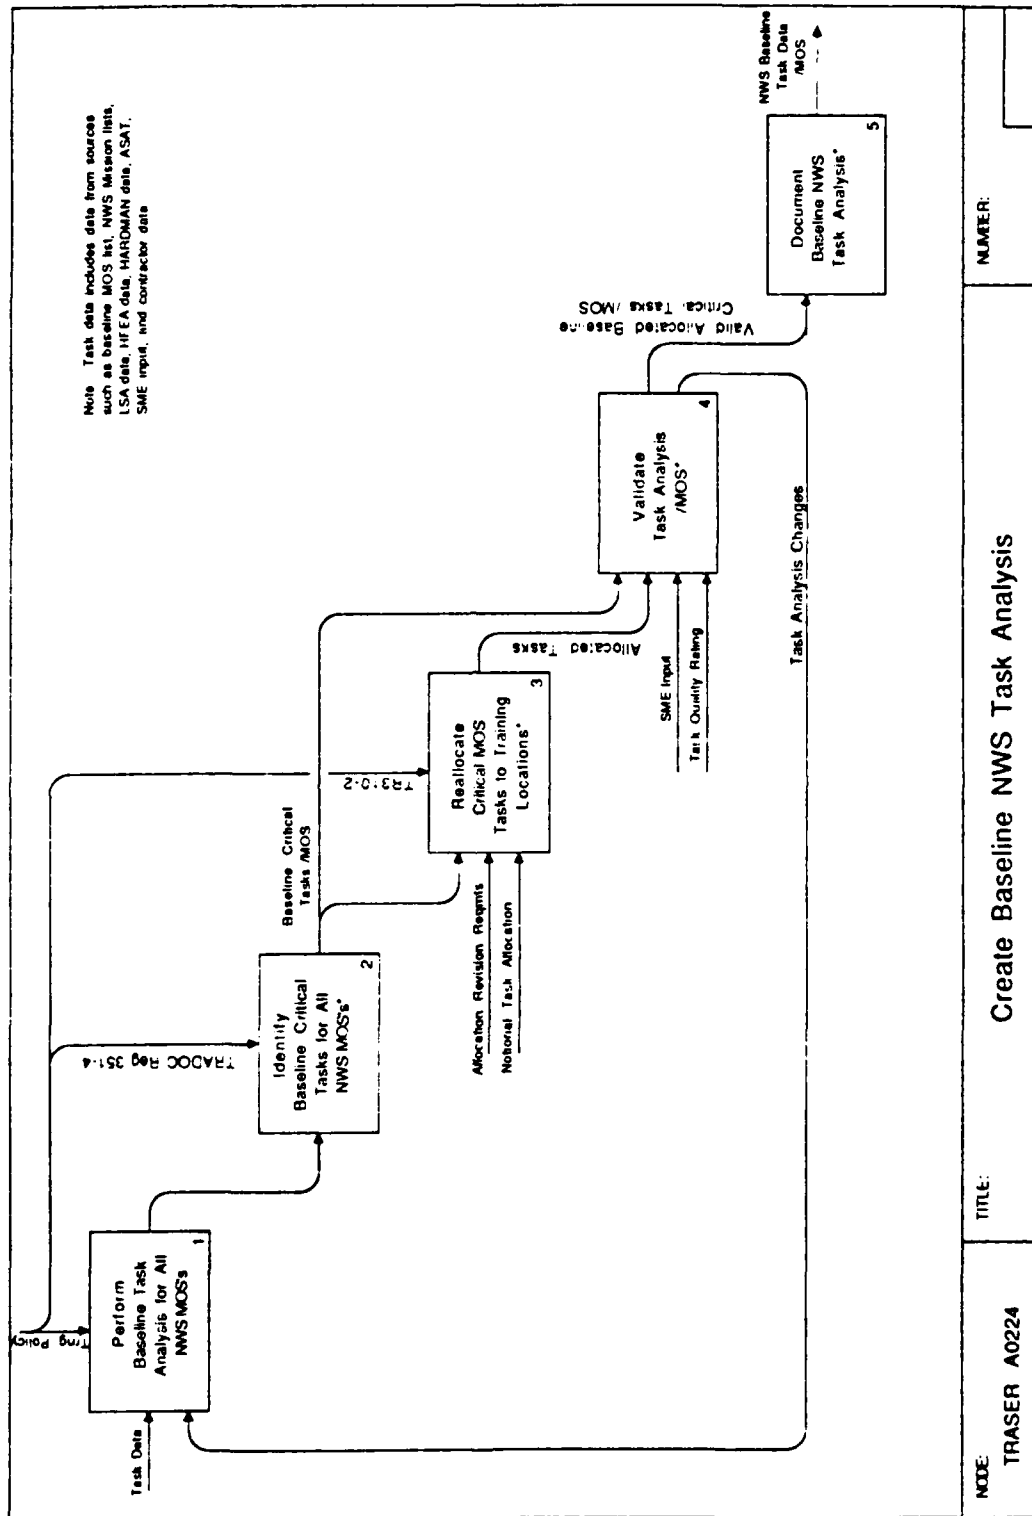 Note Task data includes data from sources
such as baseline MOS list, NWS Mission lists,
LSA data, HFEA data, HARDMAN data, ASAT,
SME input, and contractor data
Trng Policy
Task Data
Perform
Baseline Task
Analysis for All
NWS MOS's
1
TRADOC Reg 351-4
Identify
Baseline Critical
Tasks for All
NWS MOS's*
2
Baseline Critical
Tasks /MOS
TR310-2
Allocation Revision Reqmts
Notional Task Allocation
Reallocate
Critical MOS
Tasks to Training
Locations*
3
Allocated Tasks
SME Input
Task Quality Rating
Validate
Task Analysis
/MOS*
4
Valid Allocated Baseline
Critical Tasks /MOS
Task Analysis Changes
Document
Baseline NWS
Task Analysis*
5
NWS Baseline
Task Data
/MOS
NODE:
TRASER A0224
TITLE:
Create Baseline NWS Task Analysis
NUMBER: